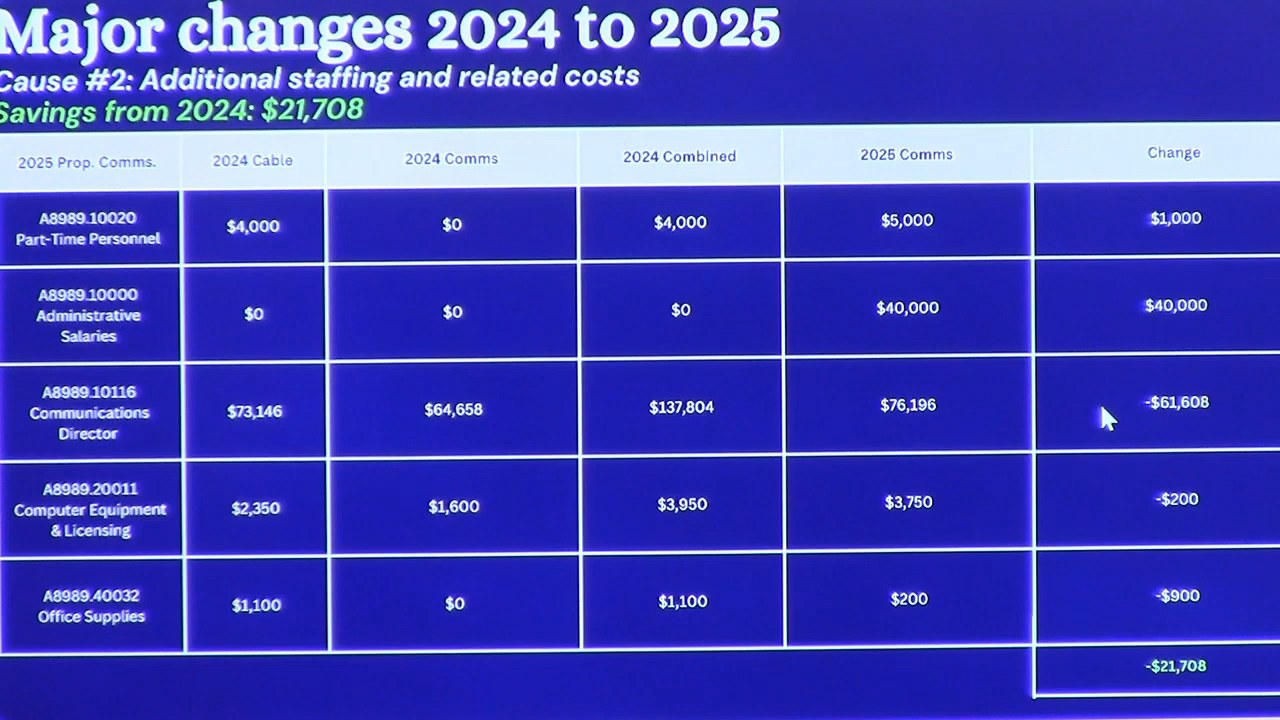 Major changes 2024 to 2025
Cause #2: Additional staffing and related costs
Savings from 2024: $21,708
2025 Prop. Comms. 2024 Cable 2024 Comms 2024 Combined 2025 Comms Change
A8989.10020
Part-Time Personnel $4,000 $0 $4,000 $5,000 $1,000
A8989.10000
Administrative $0 $0 $0 $40,000 $40,000
Salaries
A8989.10116
Communications $73,146 $64,658 $137,804 $76,196 -$61,608
Director
A8989.20011
Computer Equipment $2,350 $1,600 $3,950 $3,750 -$200
& Licensing
A8989.40032
Office Supplies $1,100 $0 $1,100 $200 -$900
-$21,708